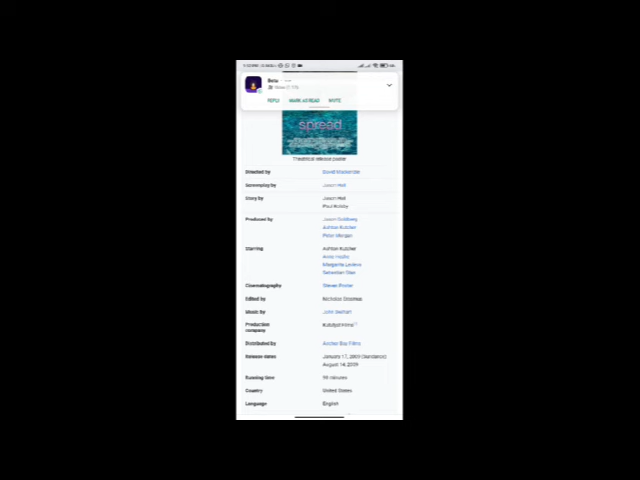 Beta
REPLY MARK AS READ MUTE
spread
Theatrical release poster
Directed by David Mackenzie
Screenplay by Jason Hall
Story by Jason Hall
Paul Kolsby
Produced by Jason Goldberg
Ashton Kutcher
Peter Morgan
Starring Ashton Kutcher
Anne Heche
Margarita Levieva
Sebastian Stan
Cinematography Steven Poster
Edited by Nicholas Erasmus
Music by John Swihart
Production Katalyst Films
company
Distributed by Anchor Bay Films
Release dates January 17, 2009 (Sundance)
August 14, 2009
Running time minutes
Country United States
Language English